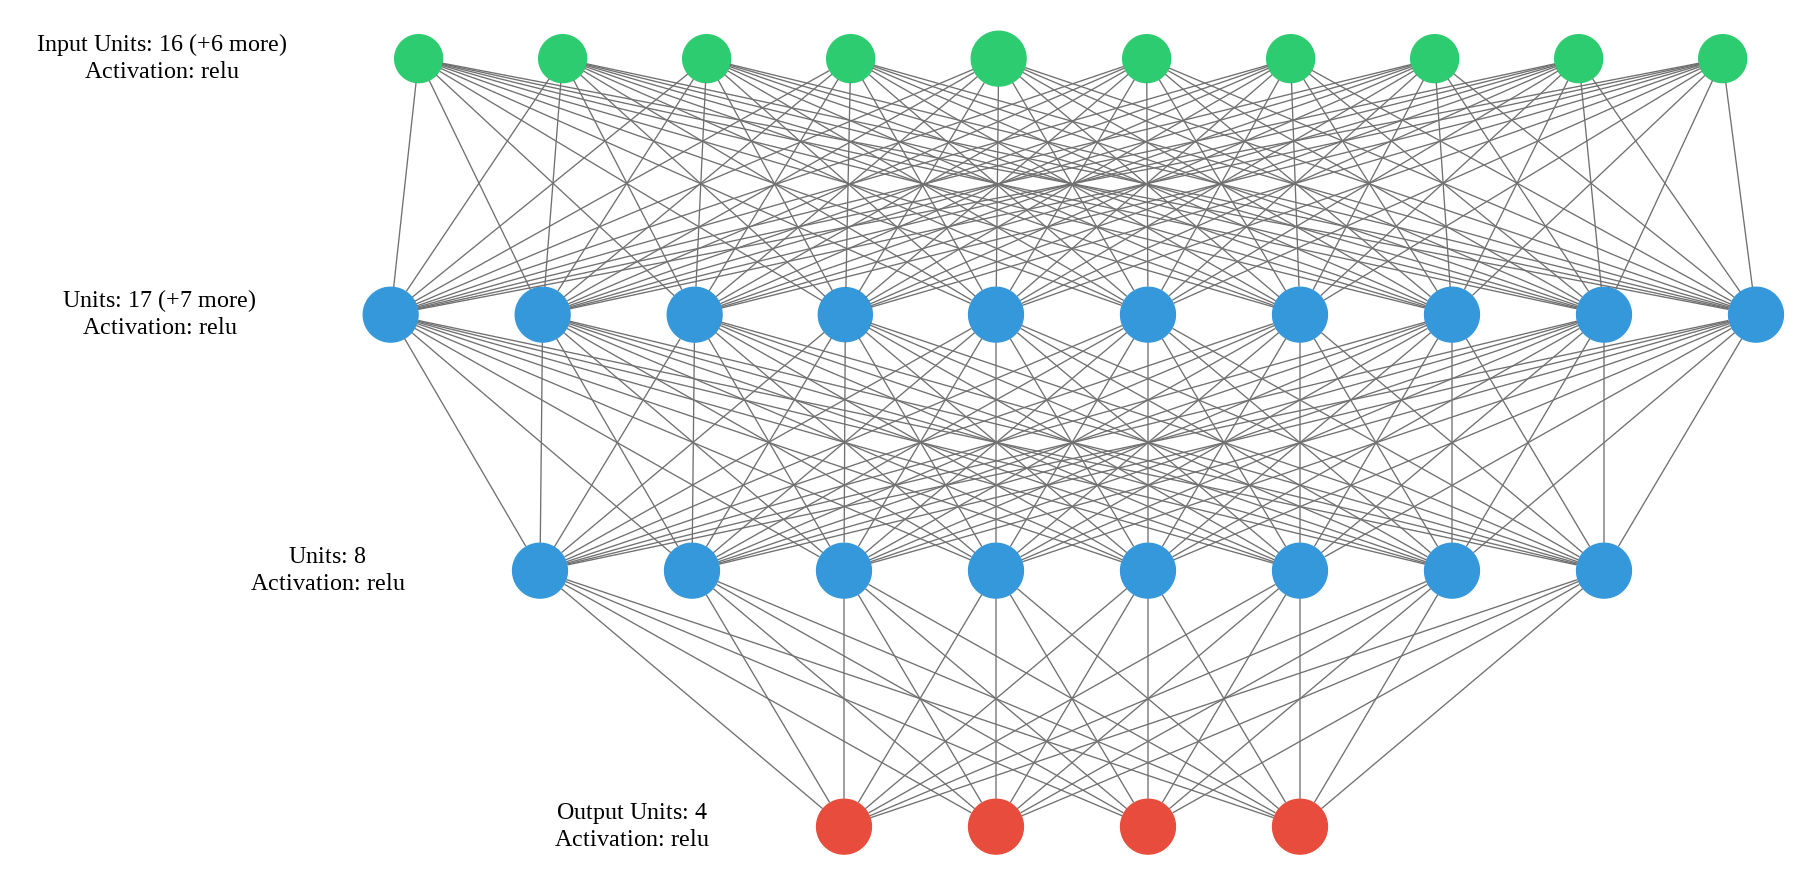 Input Units: 16 (+6 more)
Activation: relu
Units: 17 (+7 more)
Activation: relu
Units: 8
Activation: relu
Output Units: 4
Activation: relu